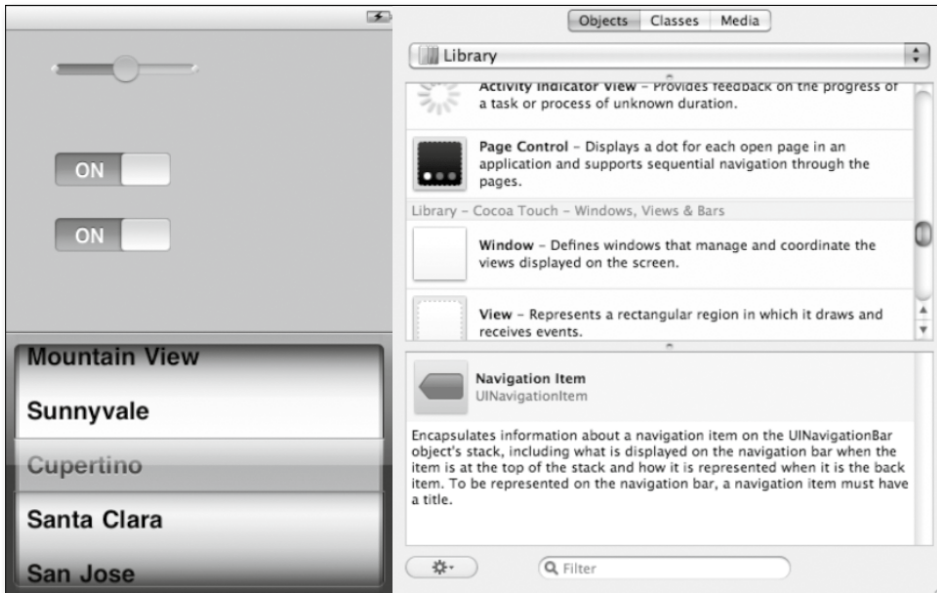 ON
ON
Mountain View
Sunnyvale
Cupertino
Santa Clara
San Jose
Objects Classes Media
Library
Activity Indicator View – Provides feedback on the progress of
a task or process of unknown duration.
Page Control – Displays a dot for each open page in an
application and supports sequential navigation through the
pages.
Library – Cocoa Touch – Windows, Views & Bars
Window – Defines windows that manage and coordinate the
views displayed on the screen.
View – Represents a rectangular region in which it draws and
receives events.
Navigation Item
UINavigationItem
Encapsulates information about a navigation item on the UINavigationBar
object's stack, including what is displayed on the navigation bar when the
item is at the top of the stack and how it is represented when it is the back
item. To be represented on the navigation bar, a navigation item must have
a title.
Filter